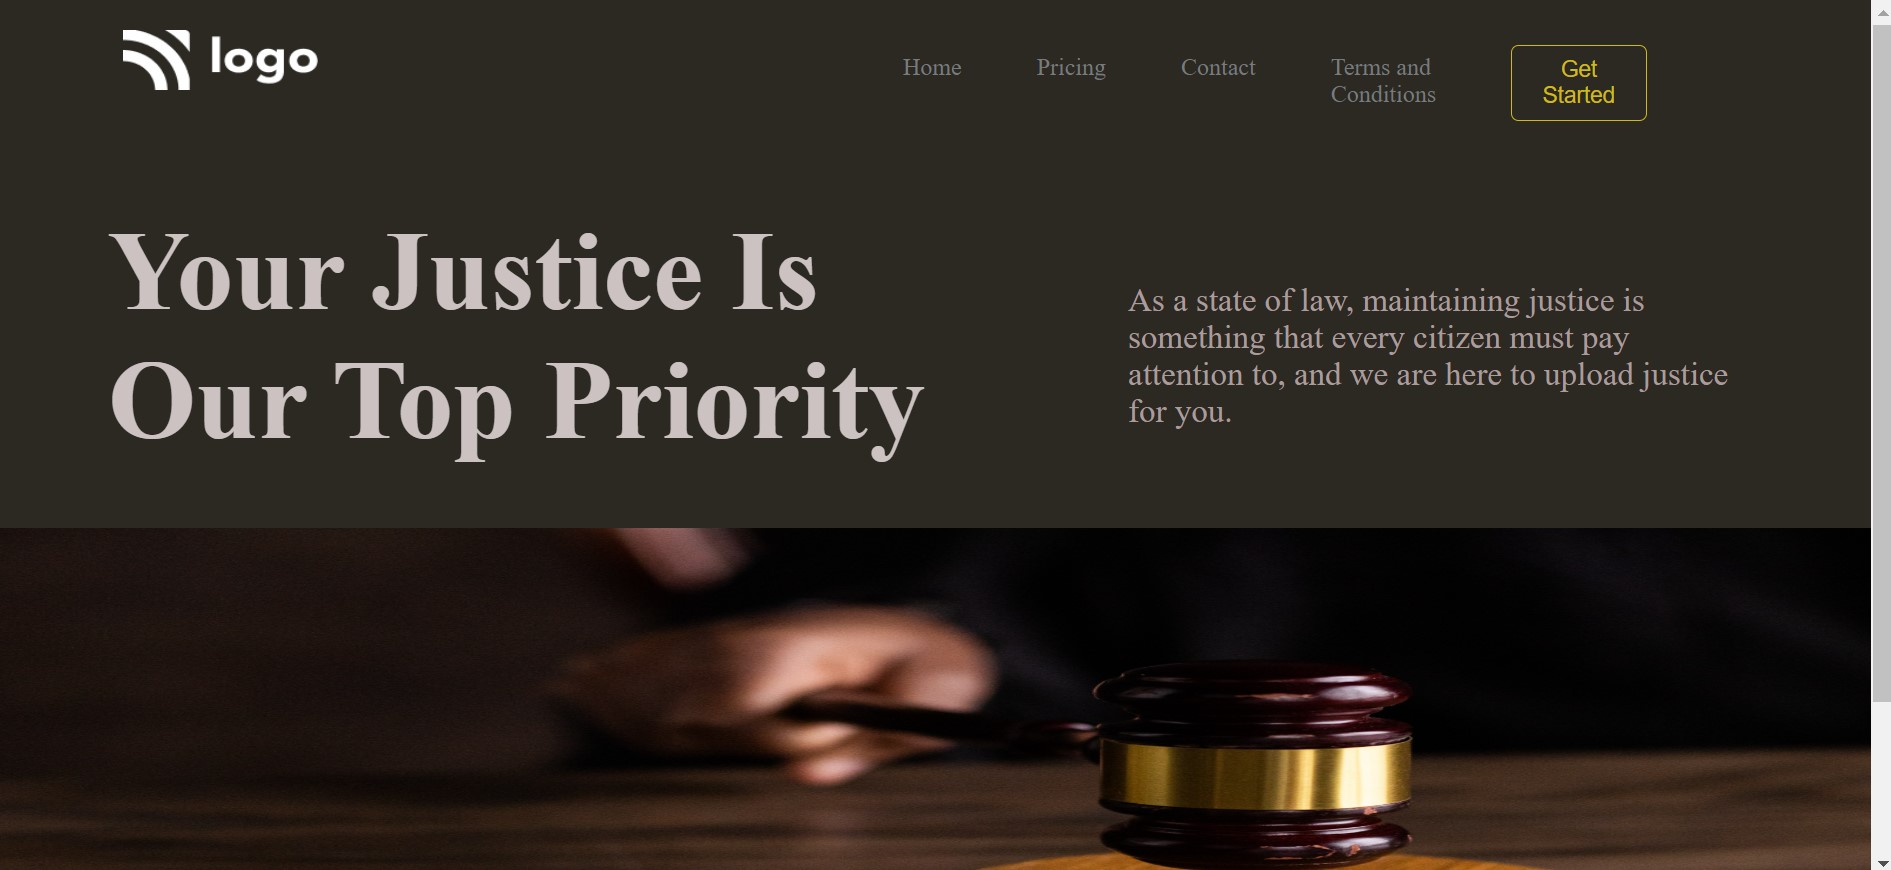 logo
Home
Pricing
Contact
Terms and
Conditions
Get
Started
Your Justice Is
Our Top Priority
As a state of law, maintaining justice is
something that every citizen must pay
attention to, and we are here to upload justice
for you.